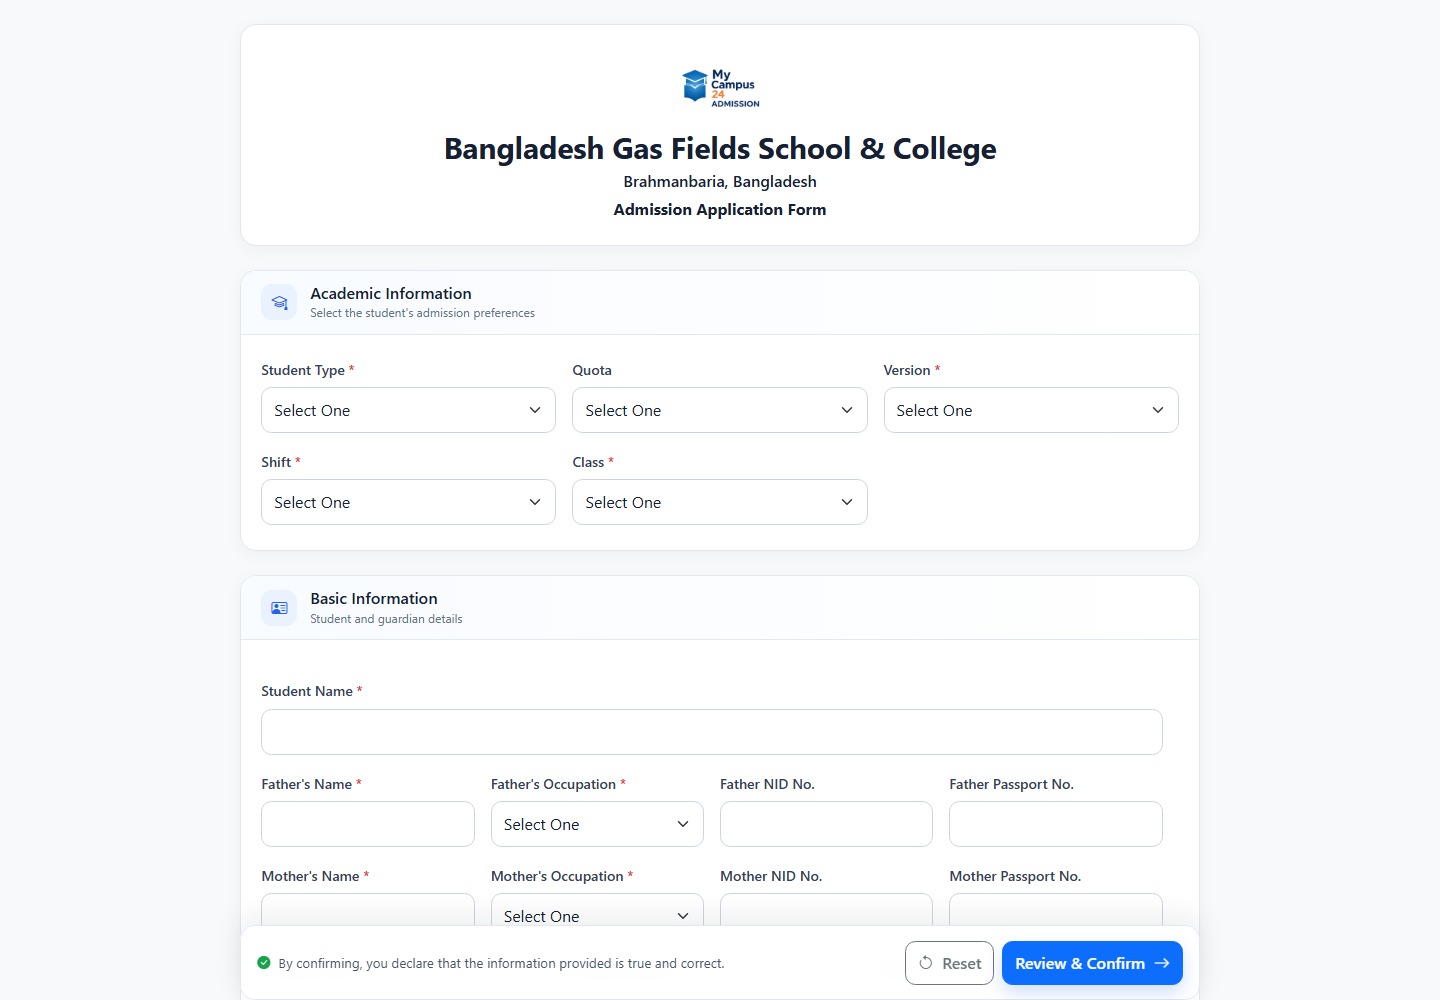 My
Campus
24
ADMISSION
Bangladesh Gas Fields School & College
Brahmanbaria, Bangladesh
Admission Application Form
Academic Information
Select the student's admission preferences
Student Type *
Quota
Version *
Select One
Select One
Select One
Shift *
Class *
Select One
Select One
Basic Information
Student and guardian details
Student Name *
Father's Name *
Father's Occupation *
Father NID No.
Father Passport No.
Select One
Mother's Name *
Mother's Occupation *
Mother NID No.
Mother Passport No.
Select One
By confirming, you declare that the information provided is true and correct.
Reset
Review & Confirm